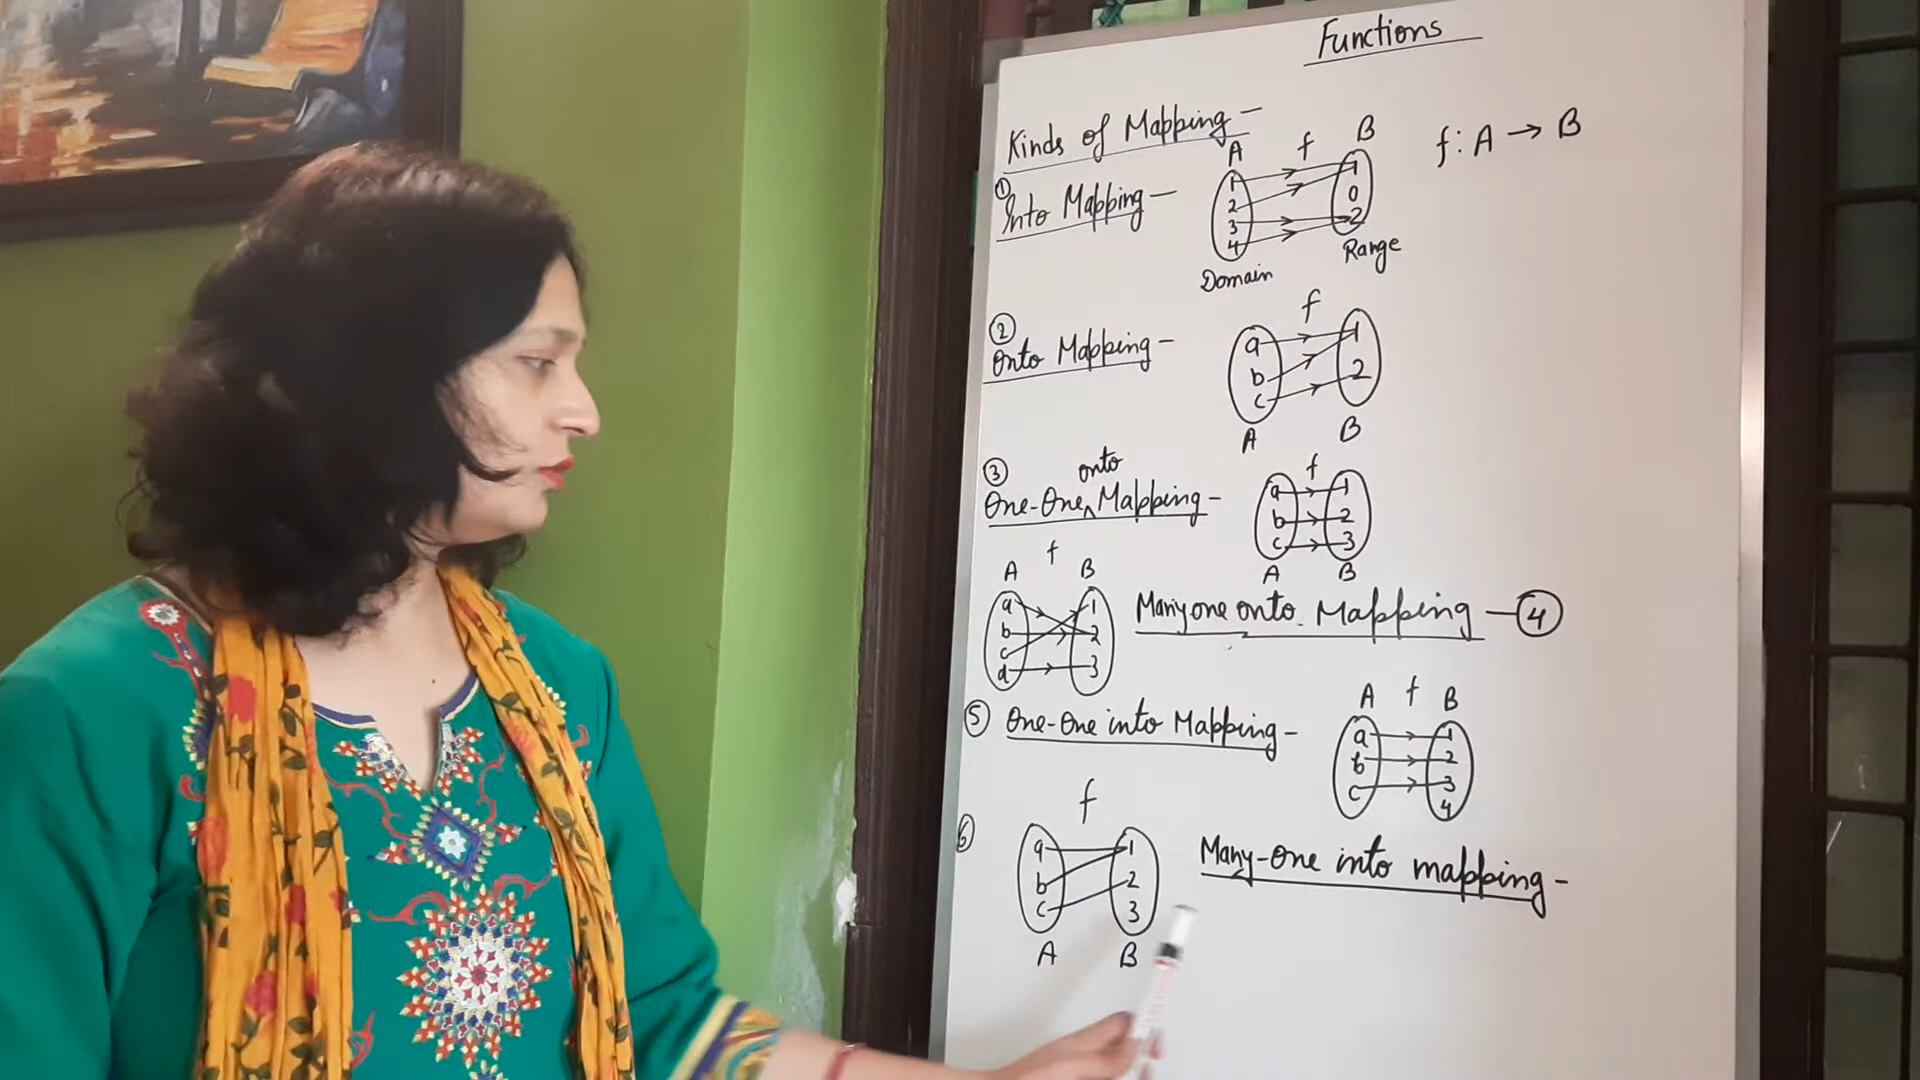 Functions
Kinds of Mapping -
f: A → B
① Into Mapping -
A f B
1 1
2 0
3 2
4
Domain
Range
② Onto Mapping -
f
a 1
b 2
c
A B
③ One-One ^ onto Mapping -
f
a 1
b 2
c 3
A B
f
A B
a 1
b 2
c 3
d
Many one onto Mapping - ④
⑤ One-One into Mapping -
A f B
a 1
b 2
c 3
4
⑥
f
a 1
b 2
c 3
A B
Many-One into mapping -